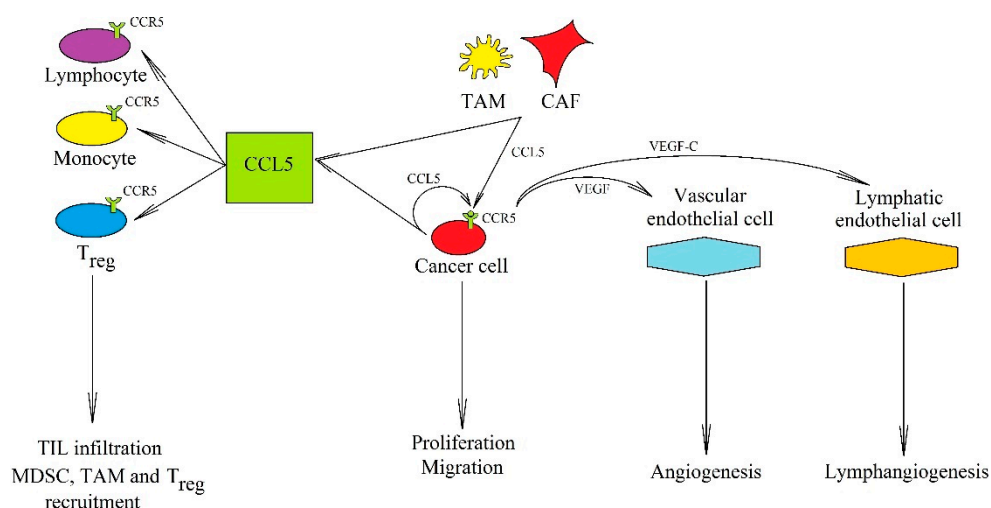 CCR5
Lymphocyte
CCR5
Monocyte
CCR5
Treg
TIL infiltration
MDSC, TAM and Treg
recruitment
CCL5
TAM
CAF
CCL5
CCL5
CCR5
Cancer cell
Proliferation
Migration
VEGF-C
VEGF
Vascular
endothelial cell
Angiogenesis
Lymphatic
endothelial cell
Lymphangiogenesis